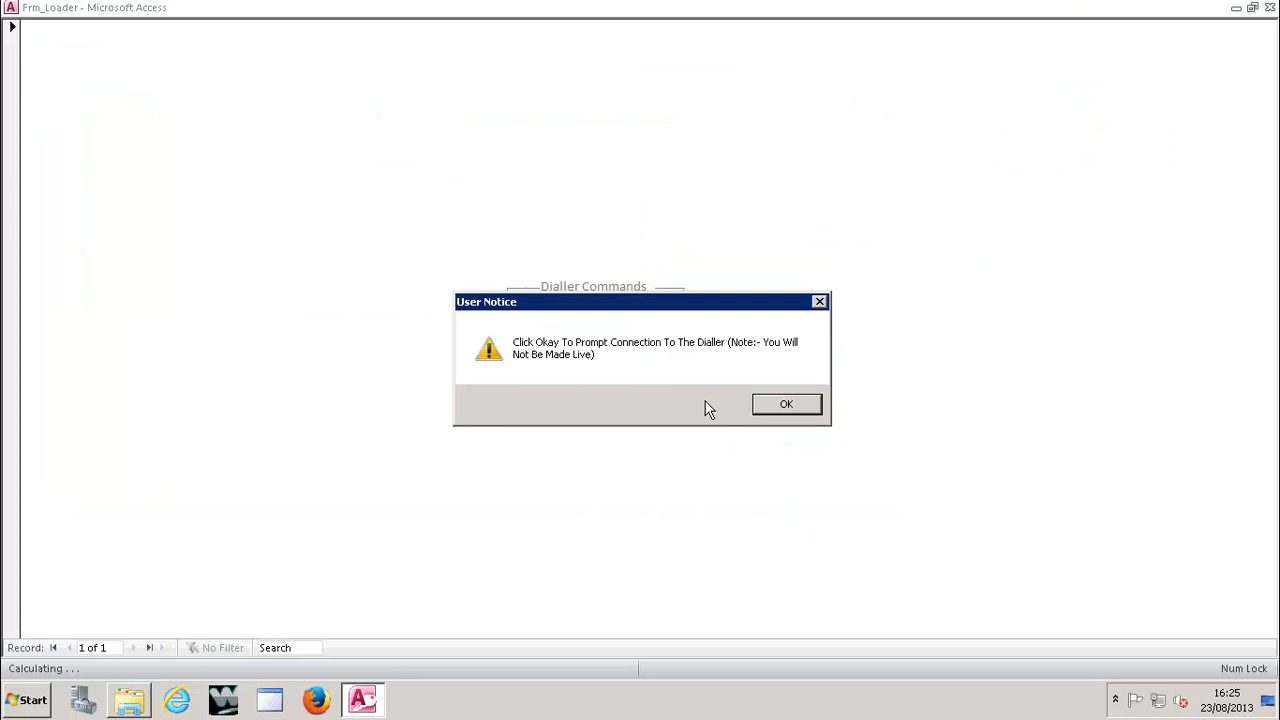 Frm_Loader - Microsoft Access
Dialler Commands
User Notice
Click Okay To Prompt Connection To The Dialler (Note:- You Will
Not Be Made Live)
OK
Record: 1 of 1 No Filter Search
Calculating . . . Num Lock
Start
16:25
23/08/2013